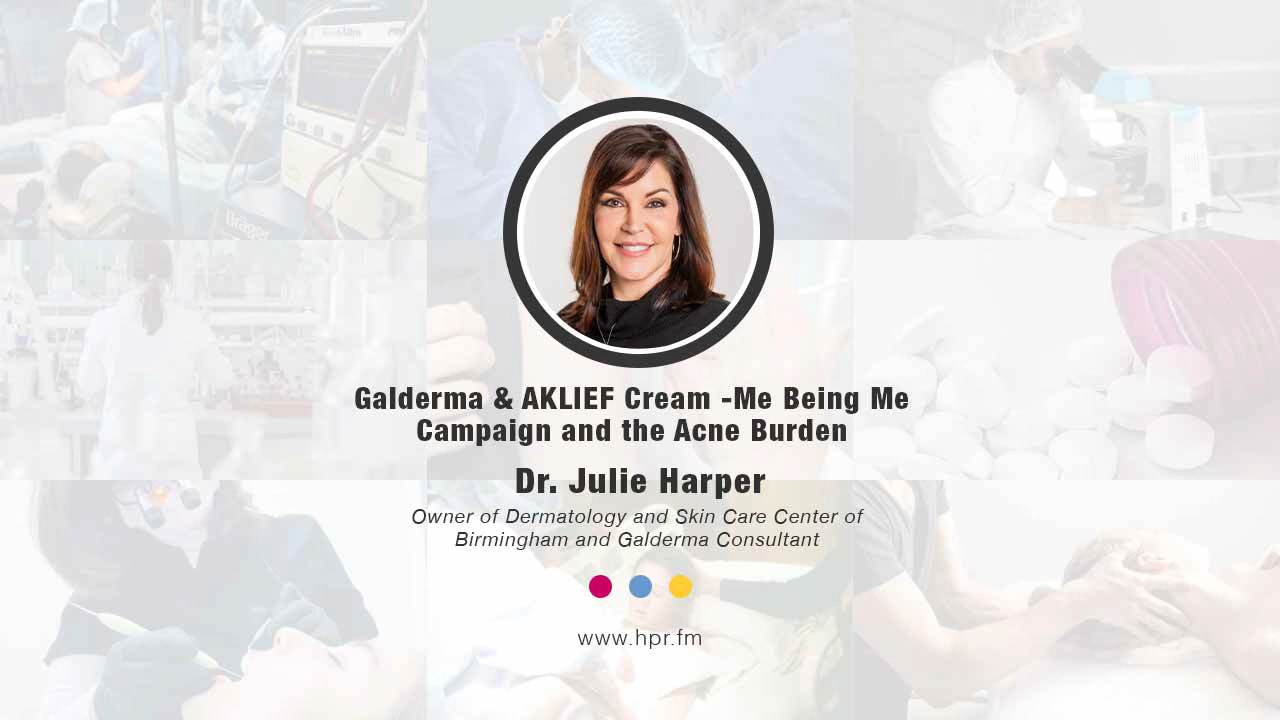 Galderma & AKLIEF Cream -Me Being Me
Campaign and the Acne Burden
Dr. Julie Harper
Owner of Dermatology and Skin Care Center of
Birmingham and Galderma Consultant
www.hpr.fm